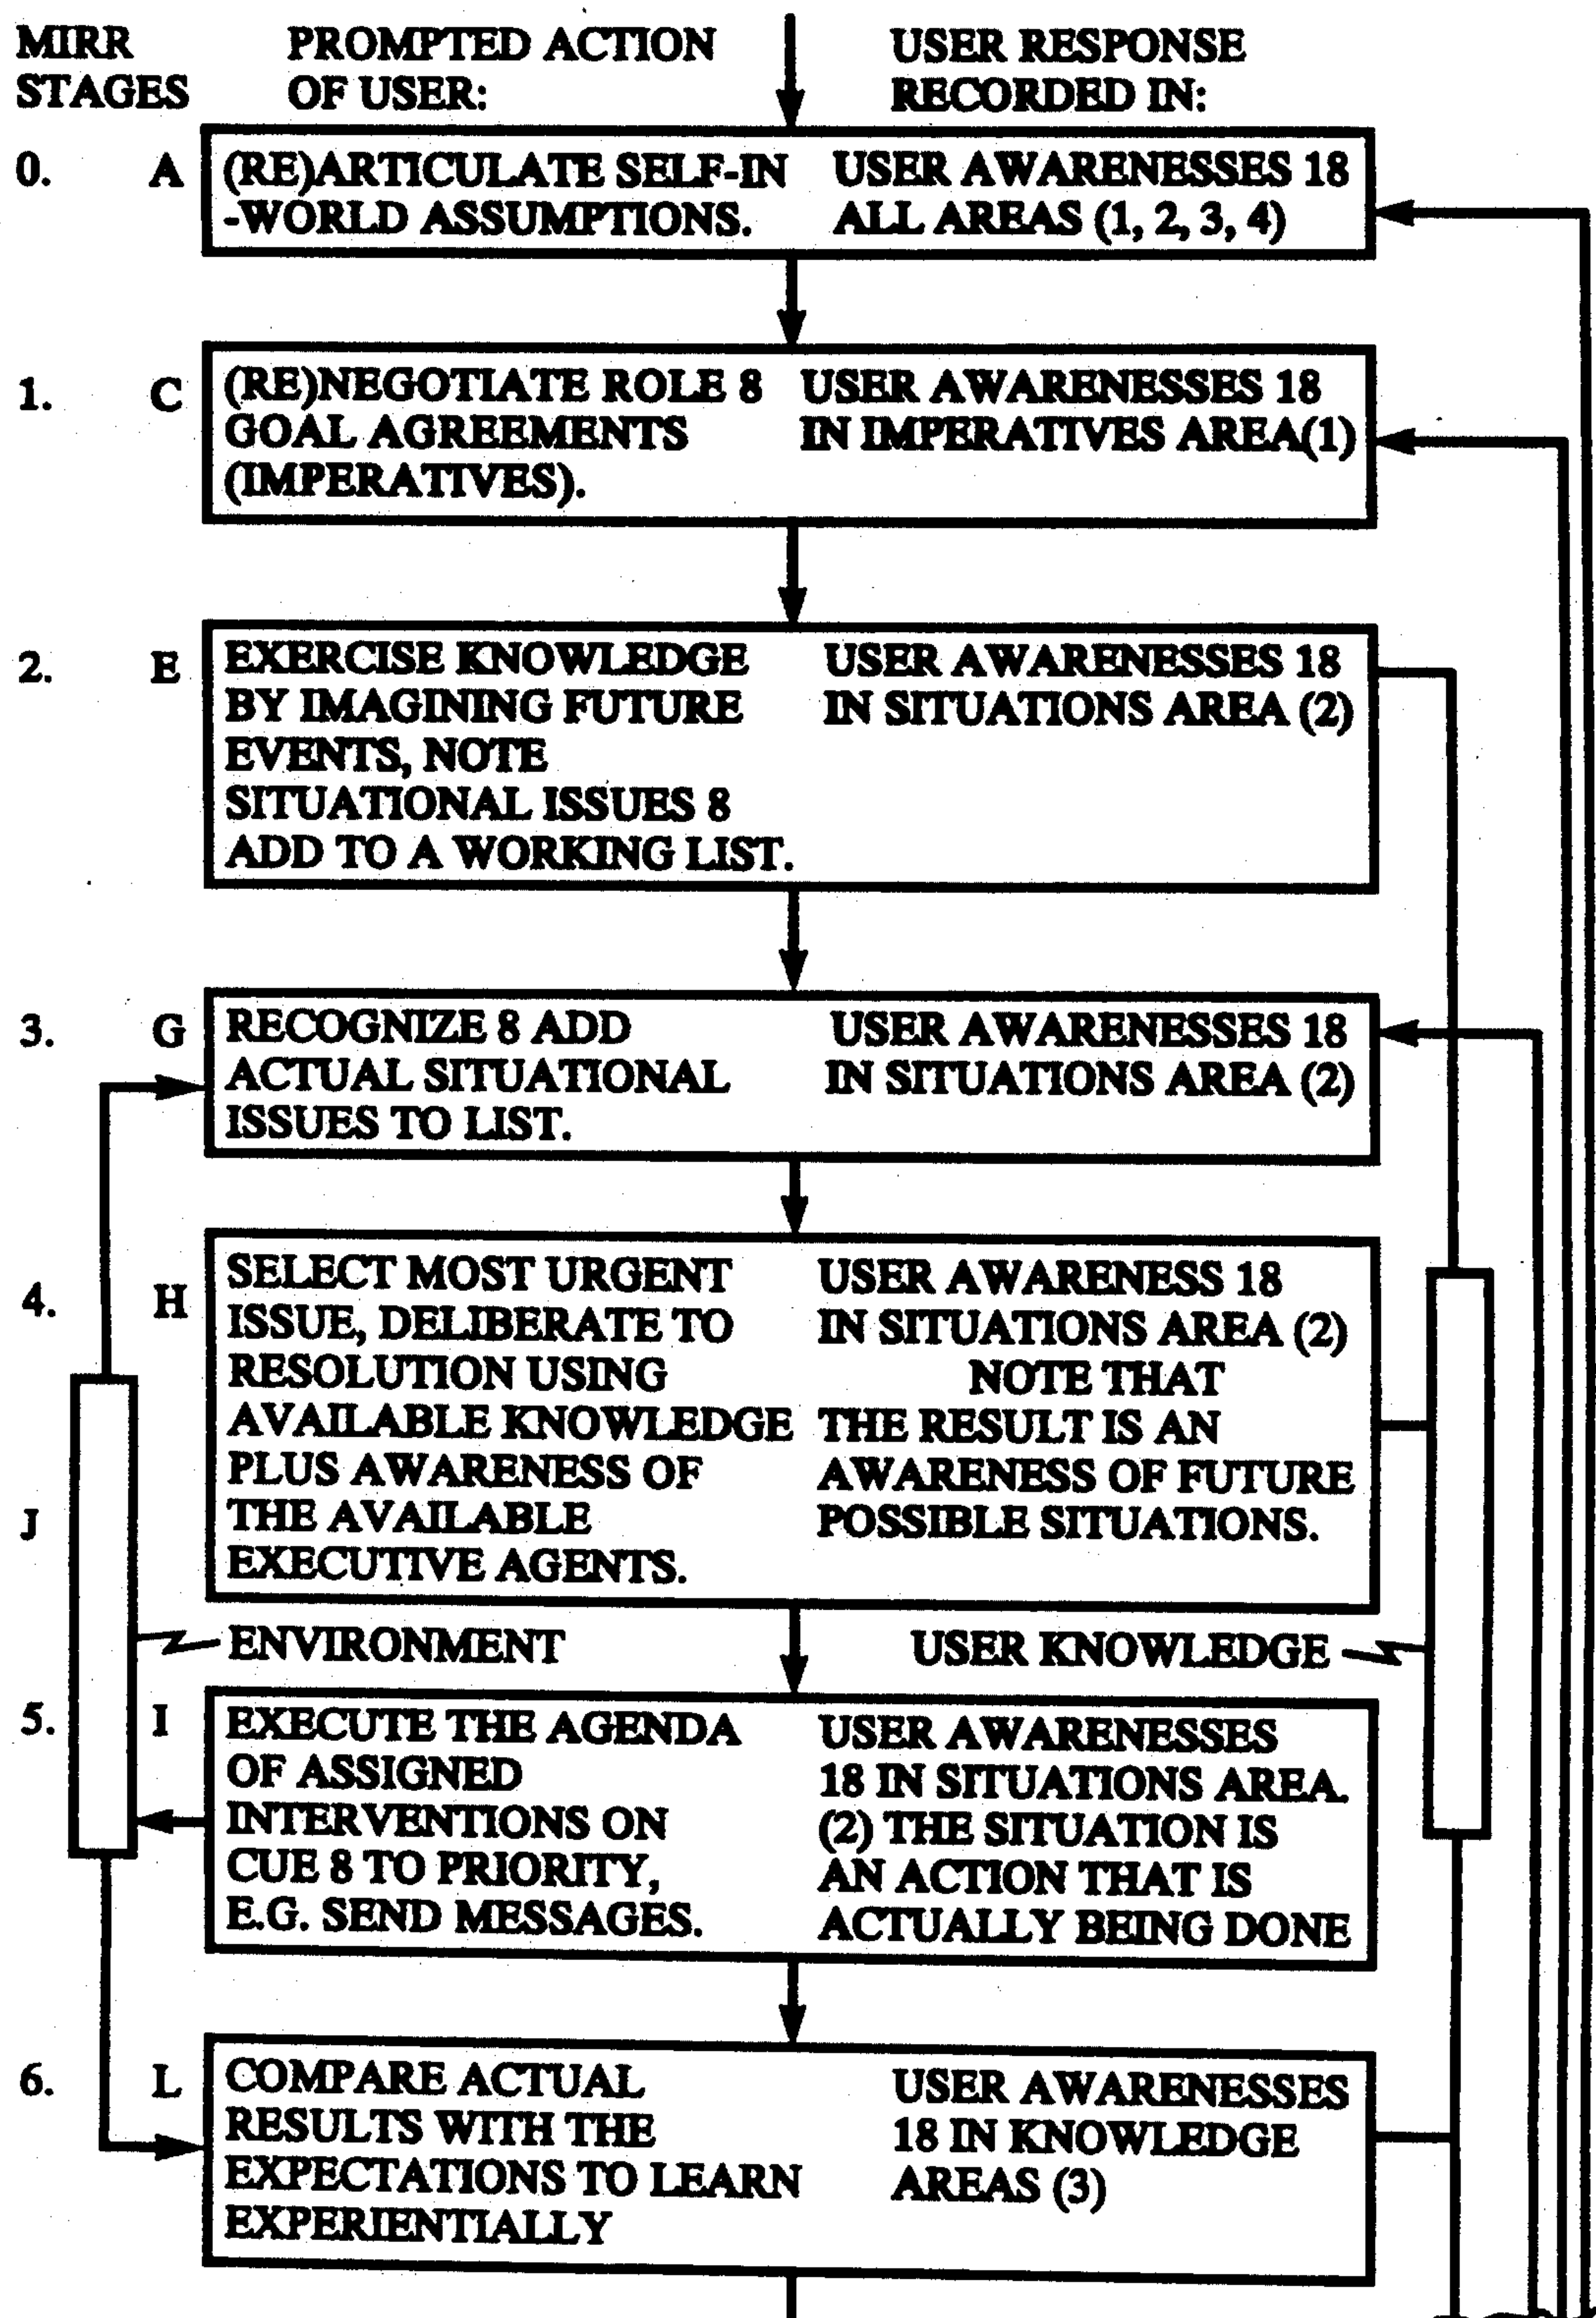 MIRR STAGES
PROMPTED ACTION OF USER:
USER RESPONSE RECORDED IN:
0. A
(RE)ARTICULATE SELF-IN
-WORLD ASSUMPTIONS.
USER AWARENESSES 18
ALL AREAS (1, 2, 3, 4)
1. C
(RE)NEGOTIATE ROLE 8
GOAL AGREEMENTS
(IMPERATIVES).
USER AWARENESSES 18
IN IMPERATIVES AREA(1)
2. E
EXERCISE KNOWLEDGE
BY IMAGINING FUTURE
EVENTS, NOTE
SITUATIONAL ISSUES 8
ADD TO A WORKING LIST.
USER AWARENESSES 18
IN SITUATIONS AREA (2)
3. G
RECOGNIZE 8 ADD
ACTUAL SITUATIONAL
ISSUES TO LIST.
USER AWARENESSES 18
IN SITUATIONS AREA (2)
4. H
SELECT MOST URGENT
ISSUE, DELIBERATE TO
RESOLUTION USING
AVAILABLE KNOWLEDGE
PLUS AWARENESS OF
THE AVAILABLE
EXECUTIVE AGENTS.
USER AWARENESS 18
IN SITUATIONS AREA (2)
NOTE THAT
THE RESULT IS AN
AWARENESS OF FUTURE
POSSIBLE SITUATIONS.
J
ENVIRONMENT
USER KNOWLEDGE
5. I
EXECUTE THE AGENDA
OF ASSIGNED
INTERVENTIONS ON
CUE 8 TO PRIORITY,
E.G. SEND MESSAGES.
USER AWARENESSES
18 IN SITUATIONS AREA.
(2) THE SITUATION IS
AN ACTION THAT IS
ACTUALLY BEING DONE
6. L
COMPARE ACTUAL
RESULTS WITH THE
EXPECTATIONS TO LEARN
EXPERIENTIALLY
USER AWARENESSES
18 IN KNOWLEDGE
AREAS (3)